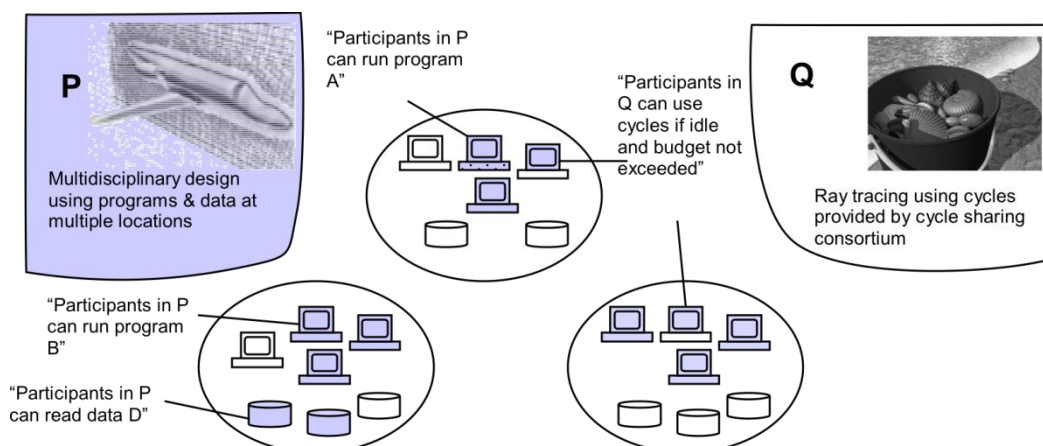 P
Multidisciplinary design
using programs & data at
multiple locations
“Participants in P
can run program
A”
“Participants in
Q can use
cycles if idle
and budget not
exceeded”
Q
Ray tracing using cycles
provided by cycle sharing
consortium
“Participants in P
can run program
B”
“Participants in P
can read data D”